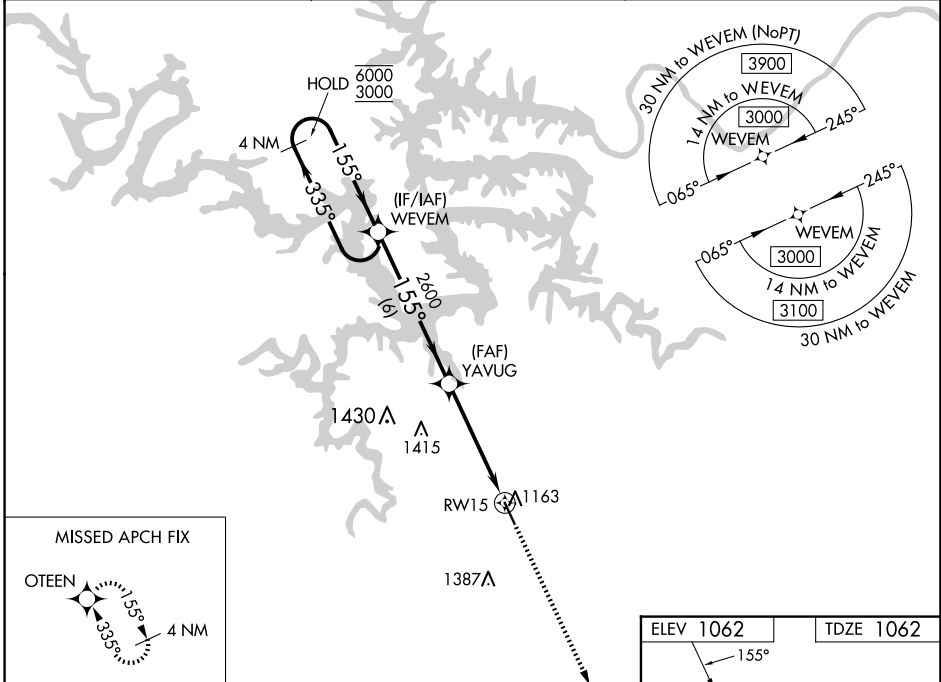 HOLD 6000
3000
4 NM
155°
335°
(IF/IAF)
WEVEM
2600
155°
(6)
(FAF)
YAVUG
1430
1415
RW15
1163
1387
30 NM to WEVEM (NoPT)
3900
14 NM to WEVEM
3000
WEVEM
245°
065°
245°
065°
WEVEM
3000
14 NM to WEVEM
3100
30 NM to WEVEM
MISSED APCH FIX
OTEEN
155°
335°
4 NM
ELEV 1062
TDZE 1062
155°